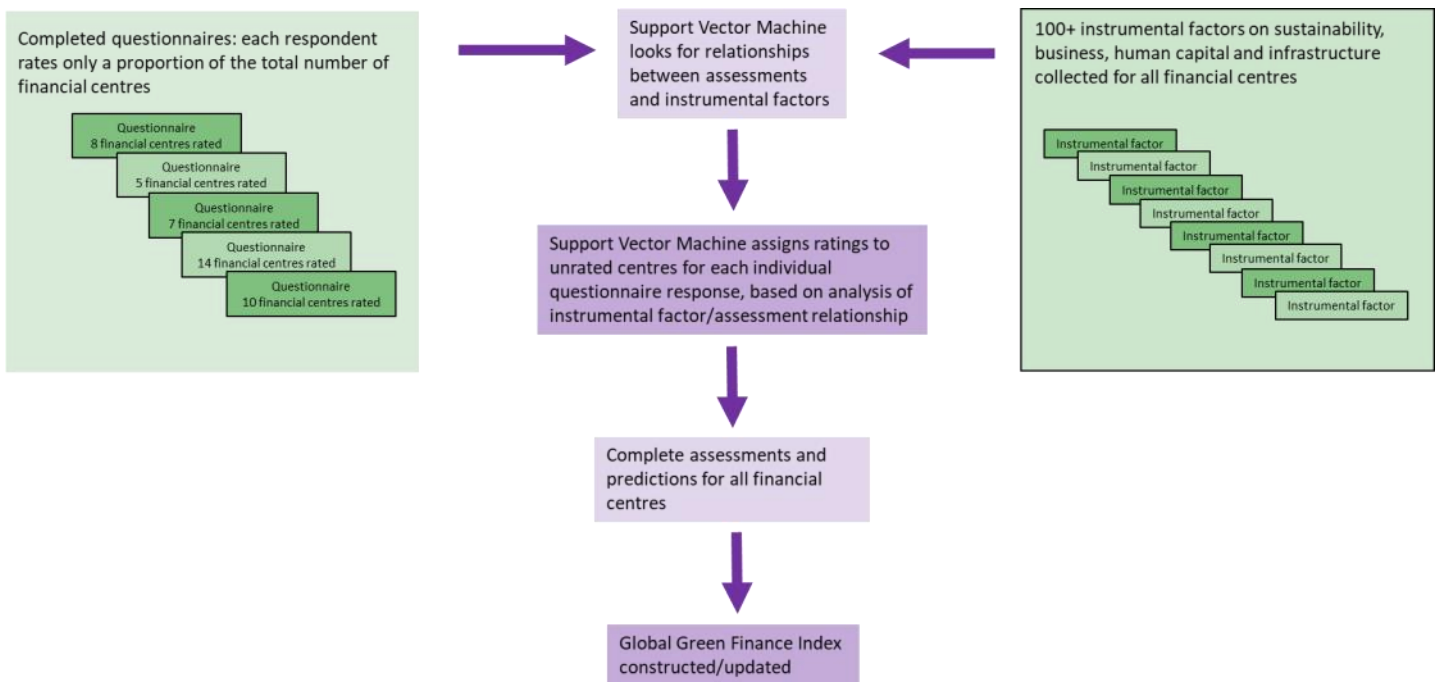 Completed questionnaires: each respondent
rates only a proportion of the total number of
financial centres
Questionnaire
8 financial centres rated
Questionnaire
5 financial centres rated
Questionnaire
7 financial centres rated
Questionnaire
14 financial centres rated
Questionnaire
10 financial centres rated
Support Vector Machine
looks for relationships
between assessments
and instrumental factors
100+ instrumental factors on sustainability,
business, human capital and infrastructure
collected for all financial centres
Instrumental factor
Instrumental factor
Instrumental factor
Instrumental factor
Instrumental factor
Instrumental factor
Instrumental factor
Instrumental factor
Support Vector Machine assigns ratings to
unrated centres for each individual
questionnaire response, based on analysis of
instrumental factor/assessment relationship
Complete assessments and
predictions for all financial
centres
Global Green Finance Index
constructed/updated